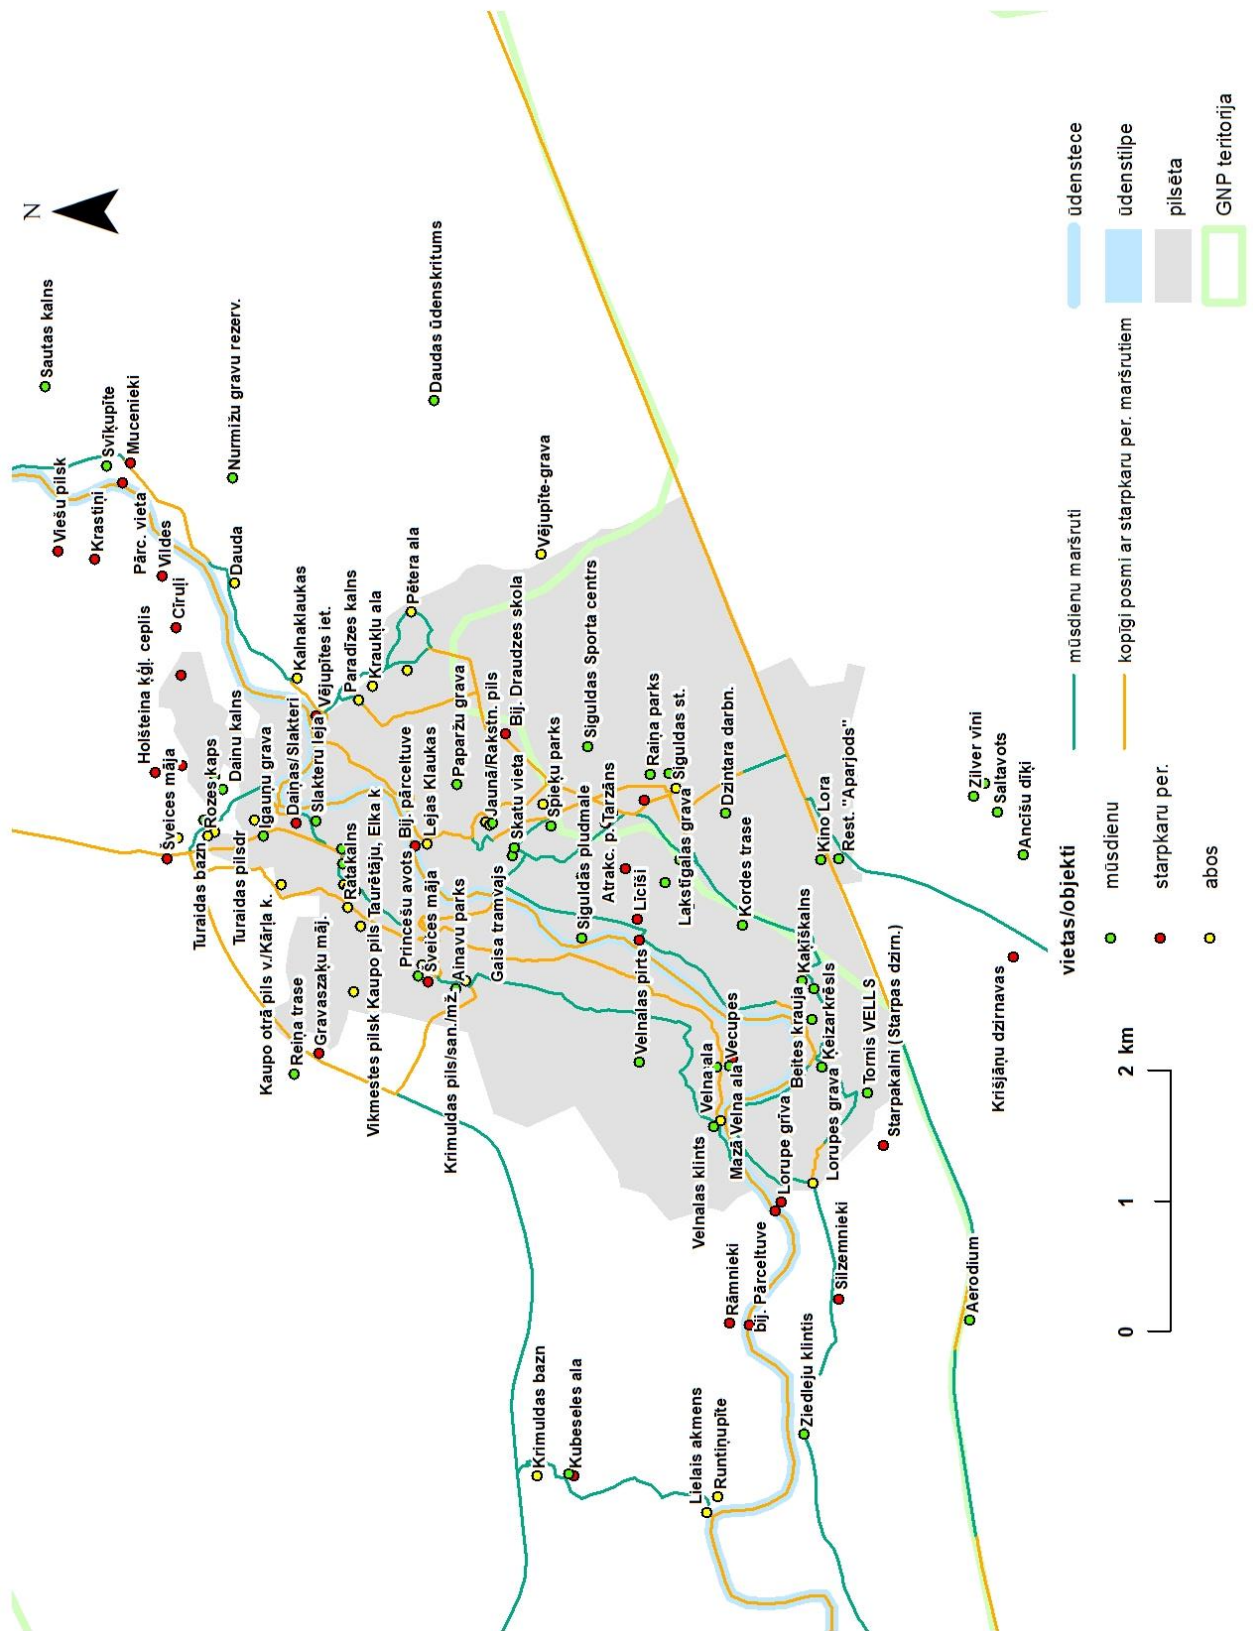 N
Sautas kalns
Viešu pilsk
Svīķupīte
Krastiņi
Mucenieki
Pārc. vieta
Vildes
Nurmižu gravu rezerv.
Cīruļi
Dauda
Holšteina ķģl. ceplis
Šveices māja
Rozes kaps
Dainu kalns
Daudas ūdenskritums
Turaidas bazn
Turaidas pilsdr
Igauņu grava
Dainas/Slakteri
Slakteru leja
Kalnaklaukas
Vējupītes iet.
Paradīzes kalns
Kraukļu ala
Pētera ala
Kaupo otrā pils v./Kārļa k.
Reiņa trase
Gravaszaķu māj.
Ratakalns
Kaupo pils
Taurētāju, Elka k
Vikmestes pilsk
Princešu avots
Bij. pārceltuve
Šveices māja
Lejas Klaukas
Paparžu grava
Krimuldas pils/san./mž.
Ainavu parks
Gaisa tramvajs
Jaunā/Rakstn. pils
Skatu vieta
Bij. Draudzes skola
Vējupīte-grava
Spieķu parks
Siguldas Sporta centrs
Siguldas pludmale
Atrakc. p.
Tarzāns
Raiņa parks
Siguldas st.
Līcīši
Lakstīgalas grava
Velnalas pirts
Dzintara darbn.
Kordes trase
Krimuldas bazn
Kubeseles ala
Velnalas klints
Velna ala
Vecupes
Mazā Velna ala
Beites krauja
Kaķīškalns
Ķeizarkrēsls
Kino Lora
Rest. "Aparjods"
Lielais akmens
Runtiņupīte
Rāmnieki
bij. Pārceltuve
Lorupe grīva
Lorupes grava
Tornis VELLS
Starpakalni (Starpas dzirn.)
Silzemnieki
Ziedleju klintis
Aerodium
Zilver vīni
Saltavots
Ančīšu dīķi
Krišjāņu dzirnavas
0 1 2 km
vietas/objekti
mūsdienu
starpkaru per.
abos
mūsdienu maršruti
kopīgi posmi ar starpkaru per. maršrutiem
ūdenstece
ūdenstilpe
pilsēta
GNP teritorija